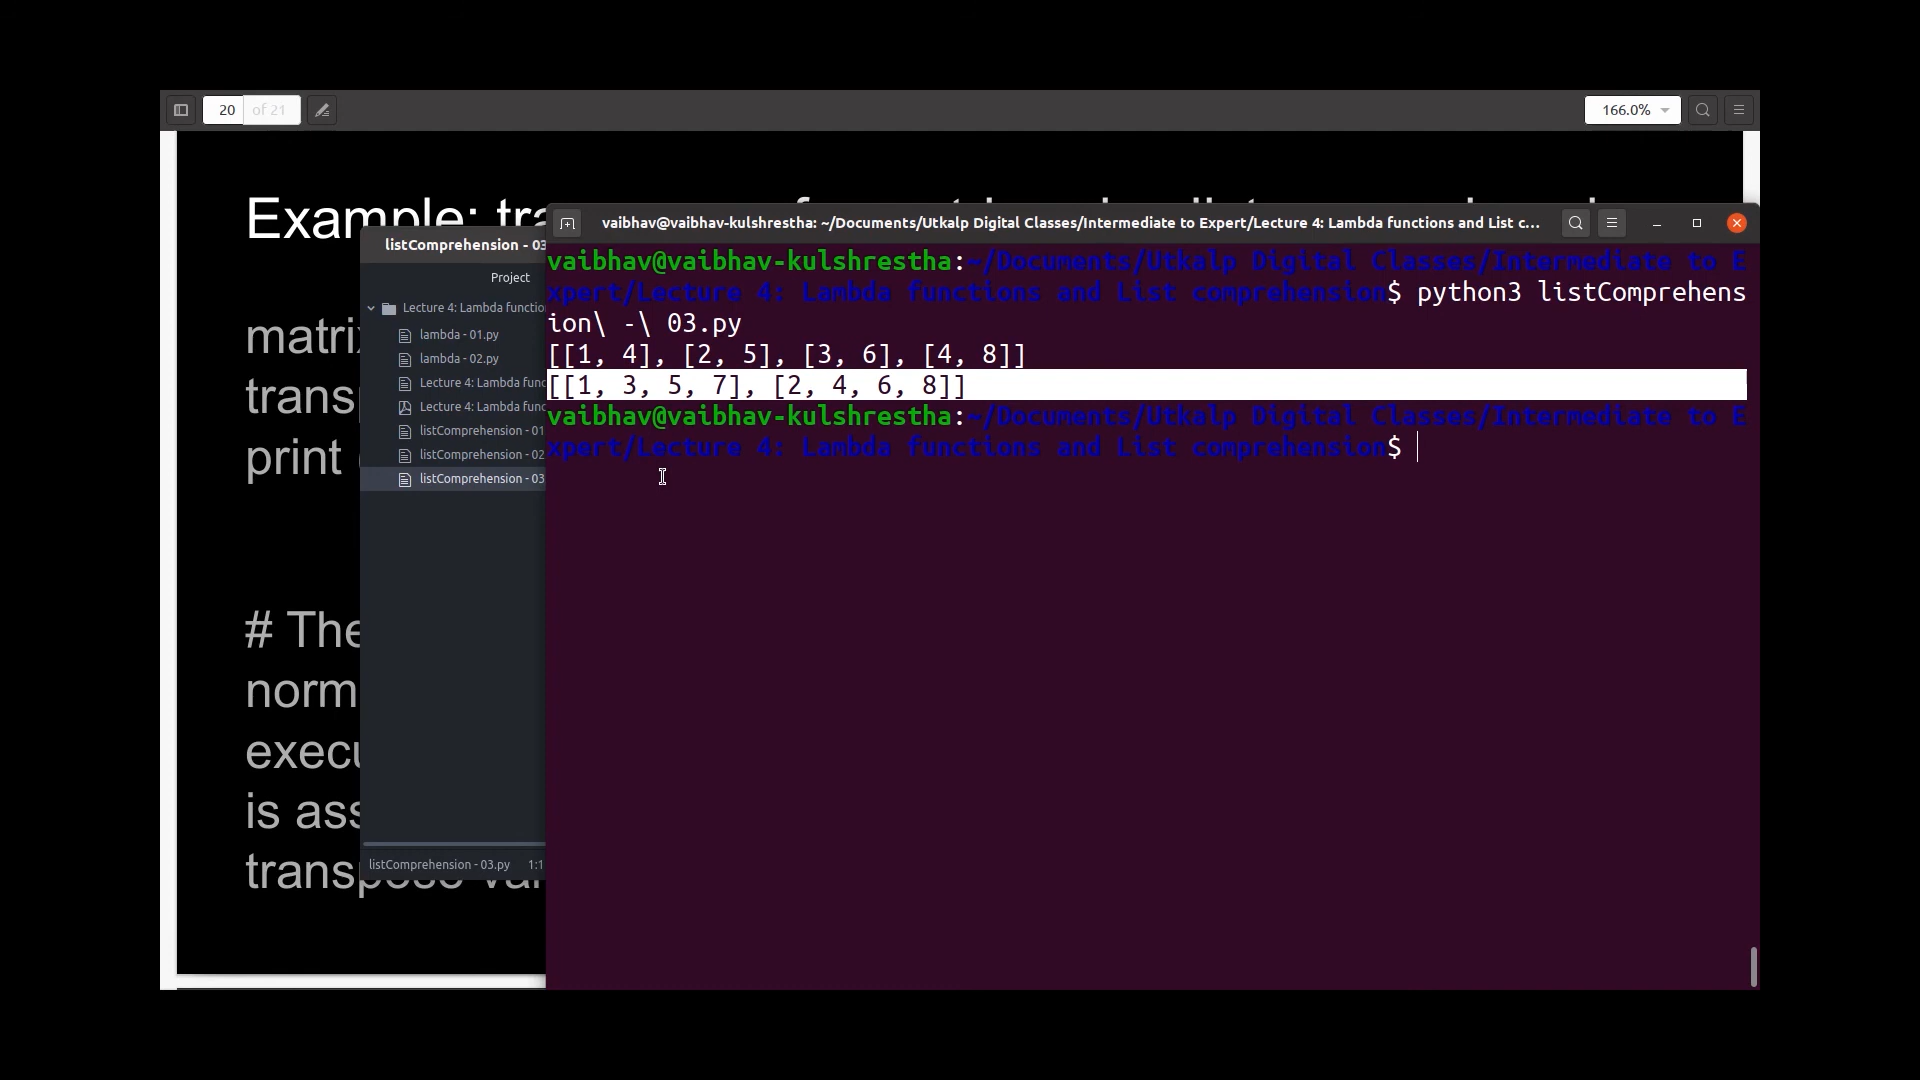 20 of 21
166.0%
Example:
vaibhav@vaibhav-kulshrestha: ~/Documents/Utkalp Digital Classes/Intermediate to Expert/Lecture 4: Lambda functions and List c...
listComprehension - 03
vaibhav@vaibhav-kulshrestha:~/Documents/Utkalp Digital Classes/Intermediate to E
xpert/Lecture 4: Lambda functions and List comprehension$ python3 listComprehens
ion\ -\ 03.py
[[1, 4], [2, 5], [3, 6], [4, 8]]
[[1, 3, 5, 7], [2, 4, 6, 8]]
vaibhav@vaibhav-kulshrestha:~/Documents/Utkalp Digital Classes/Intermediate to E
xpert/Lecture 4: Lambda functions and List comprehension$
Project
Lecture 4: Lambda functio
lambda - 01.py
lambda - 02.py
Lecture 4: Lambda func
Lecture 4: Lambda func
listComprehension - 01
listComprehension - 02
listComprehension - 03
listComprehension - 03.py 1:1
matri
transp
print
# The
norm
execu
is ass
transpose